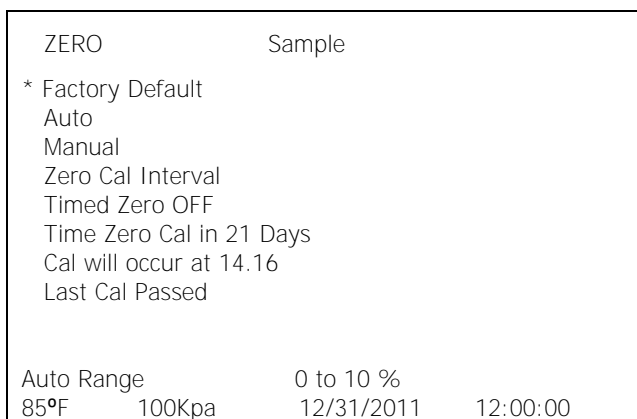 ZERO Sample
* Factory Default
Auto
Manual
Zero Cal Interval
Timed Zero OFF
Time Zero Cal in 21 Days
Cal will occur at 14.16
Last Cal Passed
Auto Range 0 to 10 %
85ºF 100Kpa 12/31/2011 12:00:00